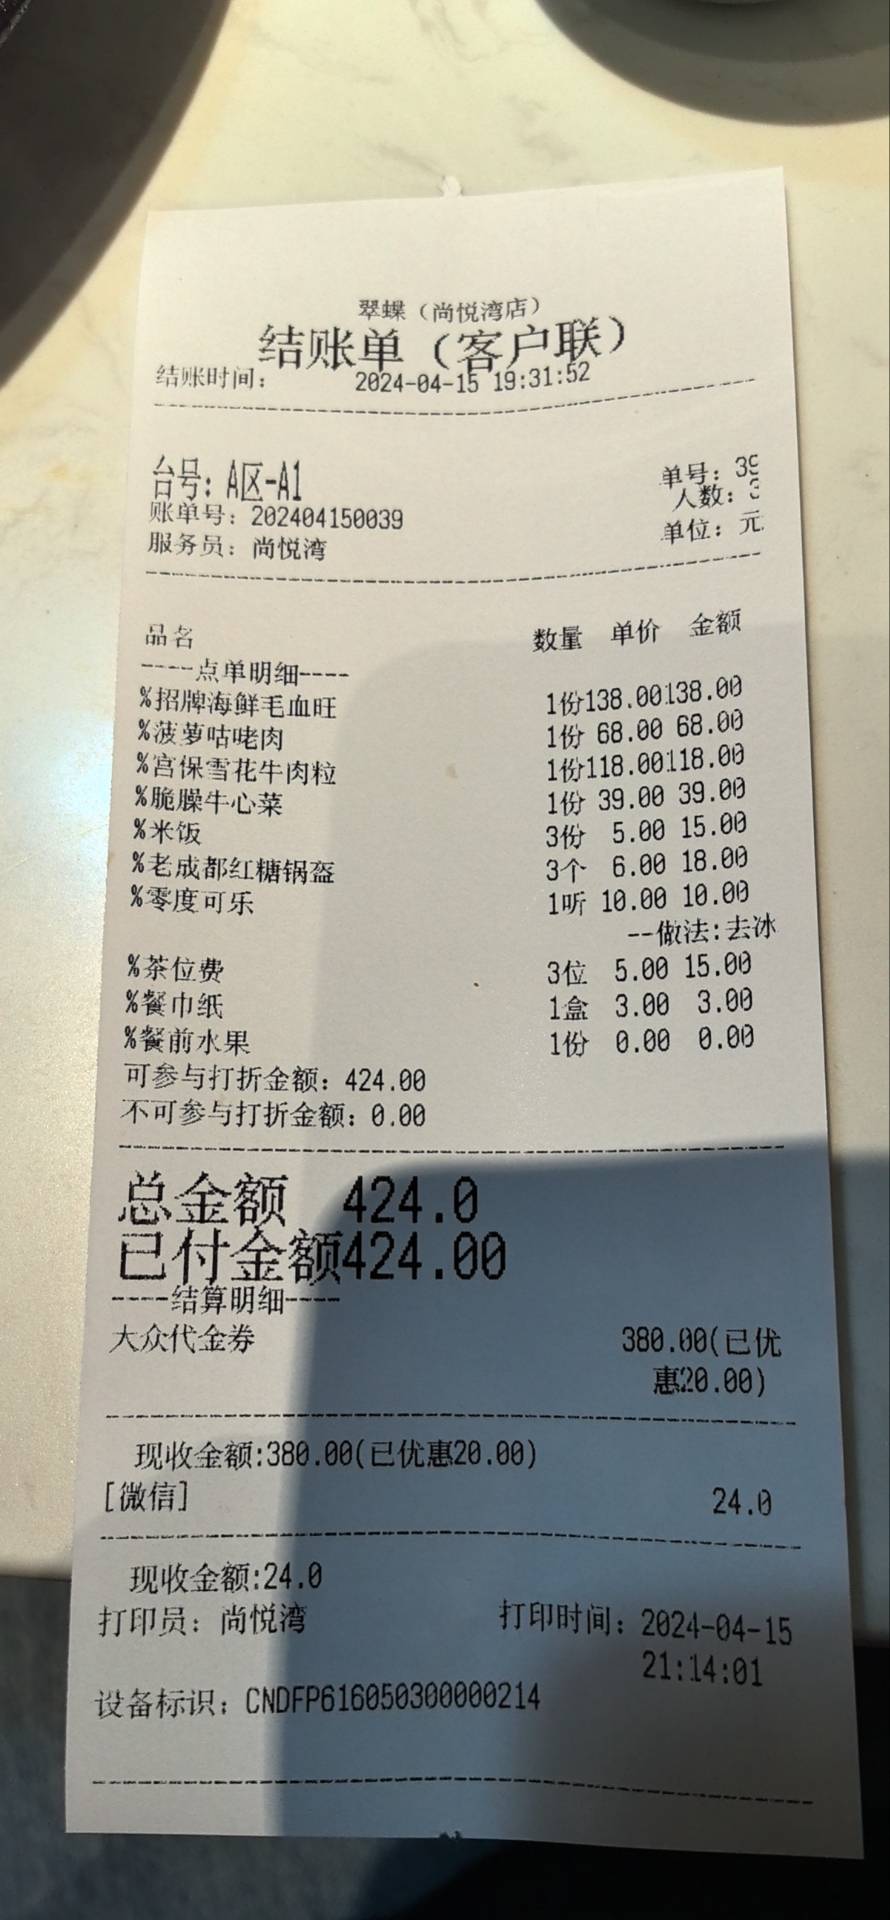 翠蝶（尚悦湾店）
结账单（客户联）
结账时间： 2024-04-15 19:31:52
台号：A区-A1 单号：39
人数：3
账单号：202404150039
服务员：尚悦湾 单位：元
品名 数量 单价 金额
----点单明细----
%招牌海鲜毛血旺 1份138.00138.00
%菠萝咕咾肉 1份 68.00 68.00
%宫保雪花牛肉粒 1份118.00118.00
%脆臊牛心菜 1份 39.00 39.00
%米饭 3份 5.00 15.00
%老成都红糖锅盔 3个 6.00 18.00
%零度可乐 1听 10.00 10.00
--做法:去冰
%茶位费 3位 5.00 15.00
%餐巾纸 1盒 3.00 3.00
%餐前水果 1份 0.00 0.00
可参与打折金额：424.00
不可参与打折金额：0.00
总金额 424.0
已付金额424.00
----结算明细----
大众代金券 380.00(已优
惠20.00)
现收金额:380.00(已优惠20.00)
[微信] 24.0
现收金额:24.0
打印员：尚悦湾 打印时间：2024-04-15
21:14:01
设备标识：CNDFP616050300000214